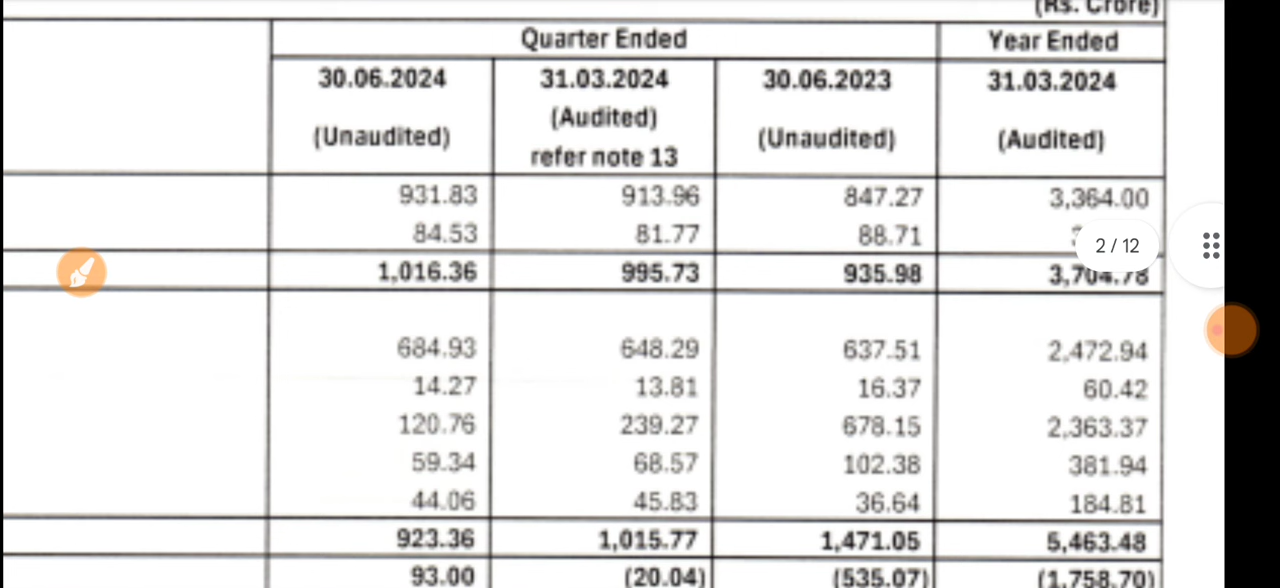 (Rs. Crore)
Quarter Ended Year Ended
30.06.2024 31.03.2024 30.06.2023 31.03.2024
(Unaudited) (Audited) (Unaudited) (Audited)
refer note 13
931.83 913.96 847.27 3,364.00
84.53 81.77 88.71
2 / 12
1,016.36 995.73 935.98 3,704.78
684.93 648.29 637.51 2,472.94
14.27 13.81 16.37 60.42
120.76 239.27 678.15 2,363.37
59.34 68.57 102.38 381.94
44.06 45.83 36.64 184.81
923.36 1,015.77 1,471.05 5,463.48
93.00 (20.04) (535.07) (1,758.70)